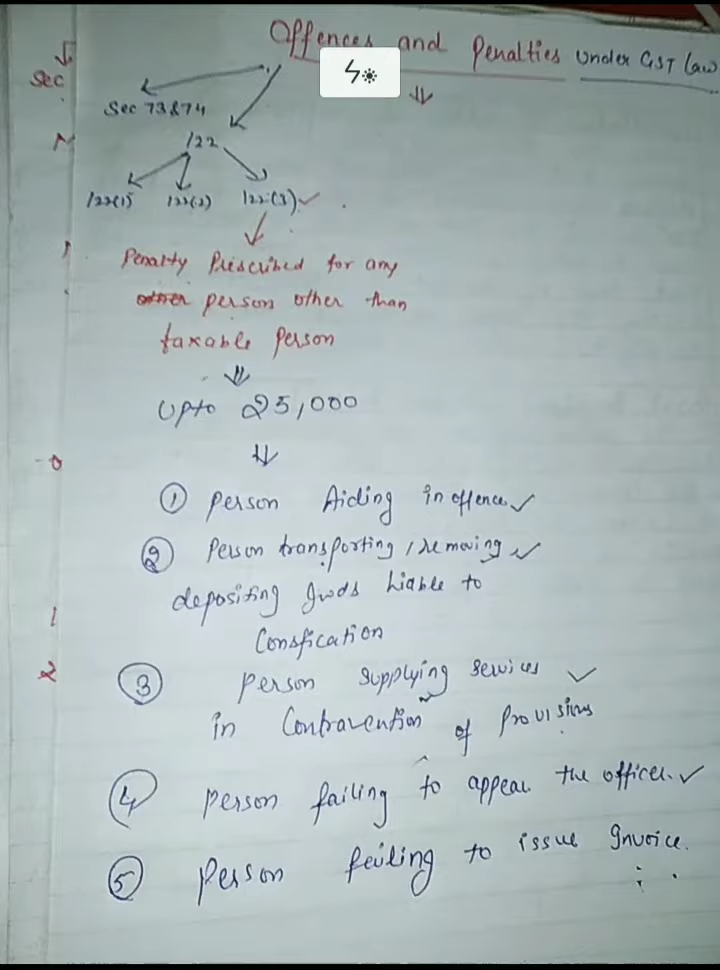 Offences and Penalties under GST Law
Sec
Sec 73&74
122
122(1) 122(2) 122(3)
Penalty Prescribed for any
person other than
taxable person
Upto 25,000
① person Aiding in offence
② Person transporting, removing
depositing goods liable to
Consfication
③ person supplying services
in Contravention of provisions
④ person failing to appear the officer.
⑤ person feiling to issue Invoice.